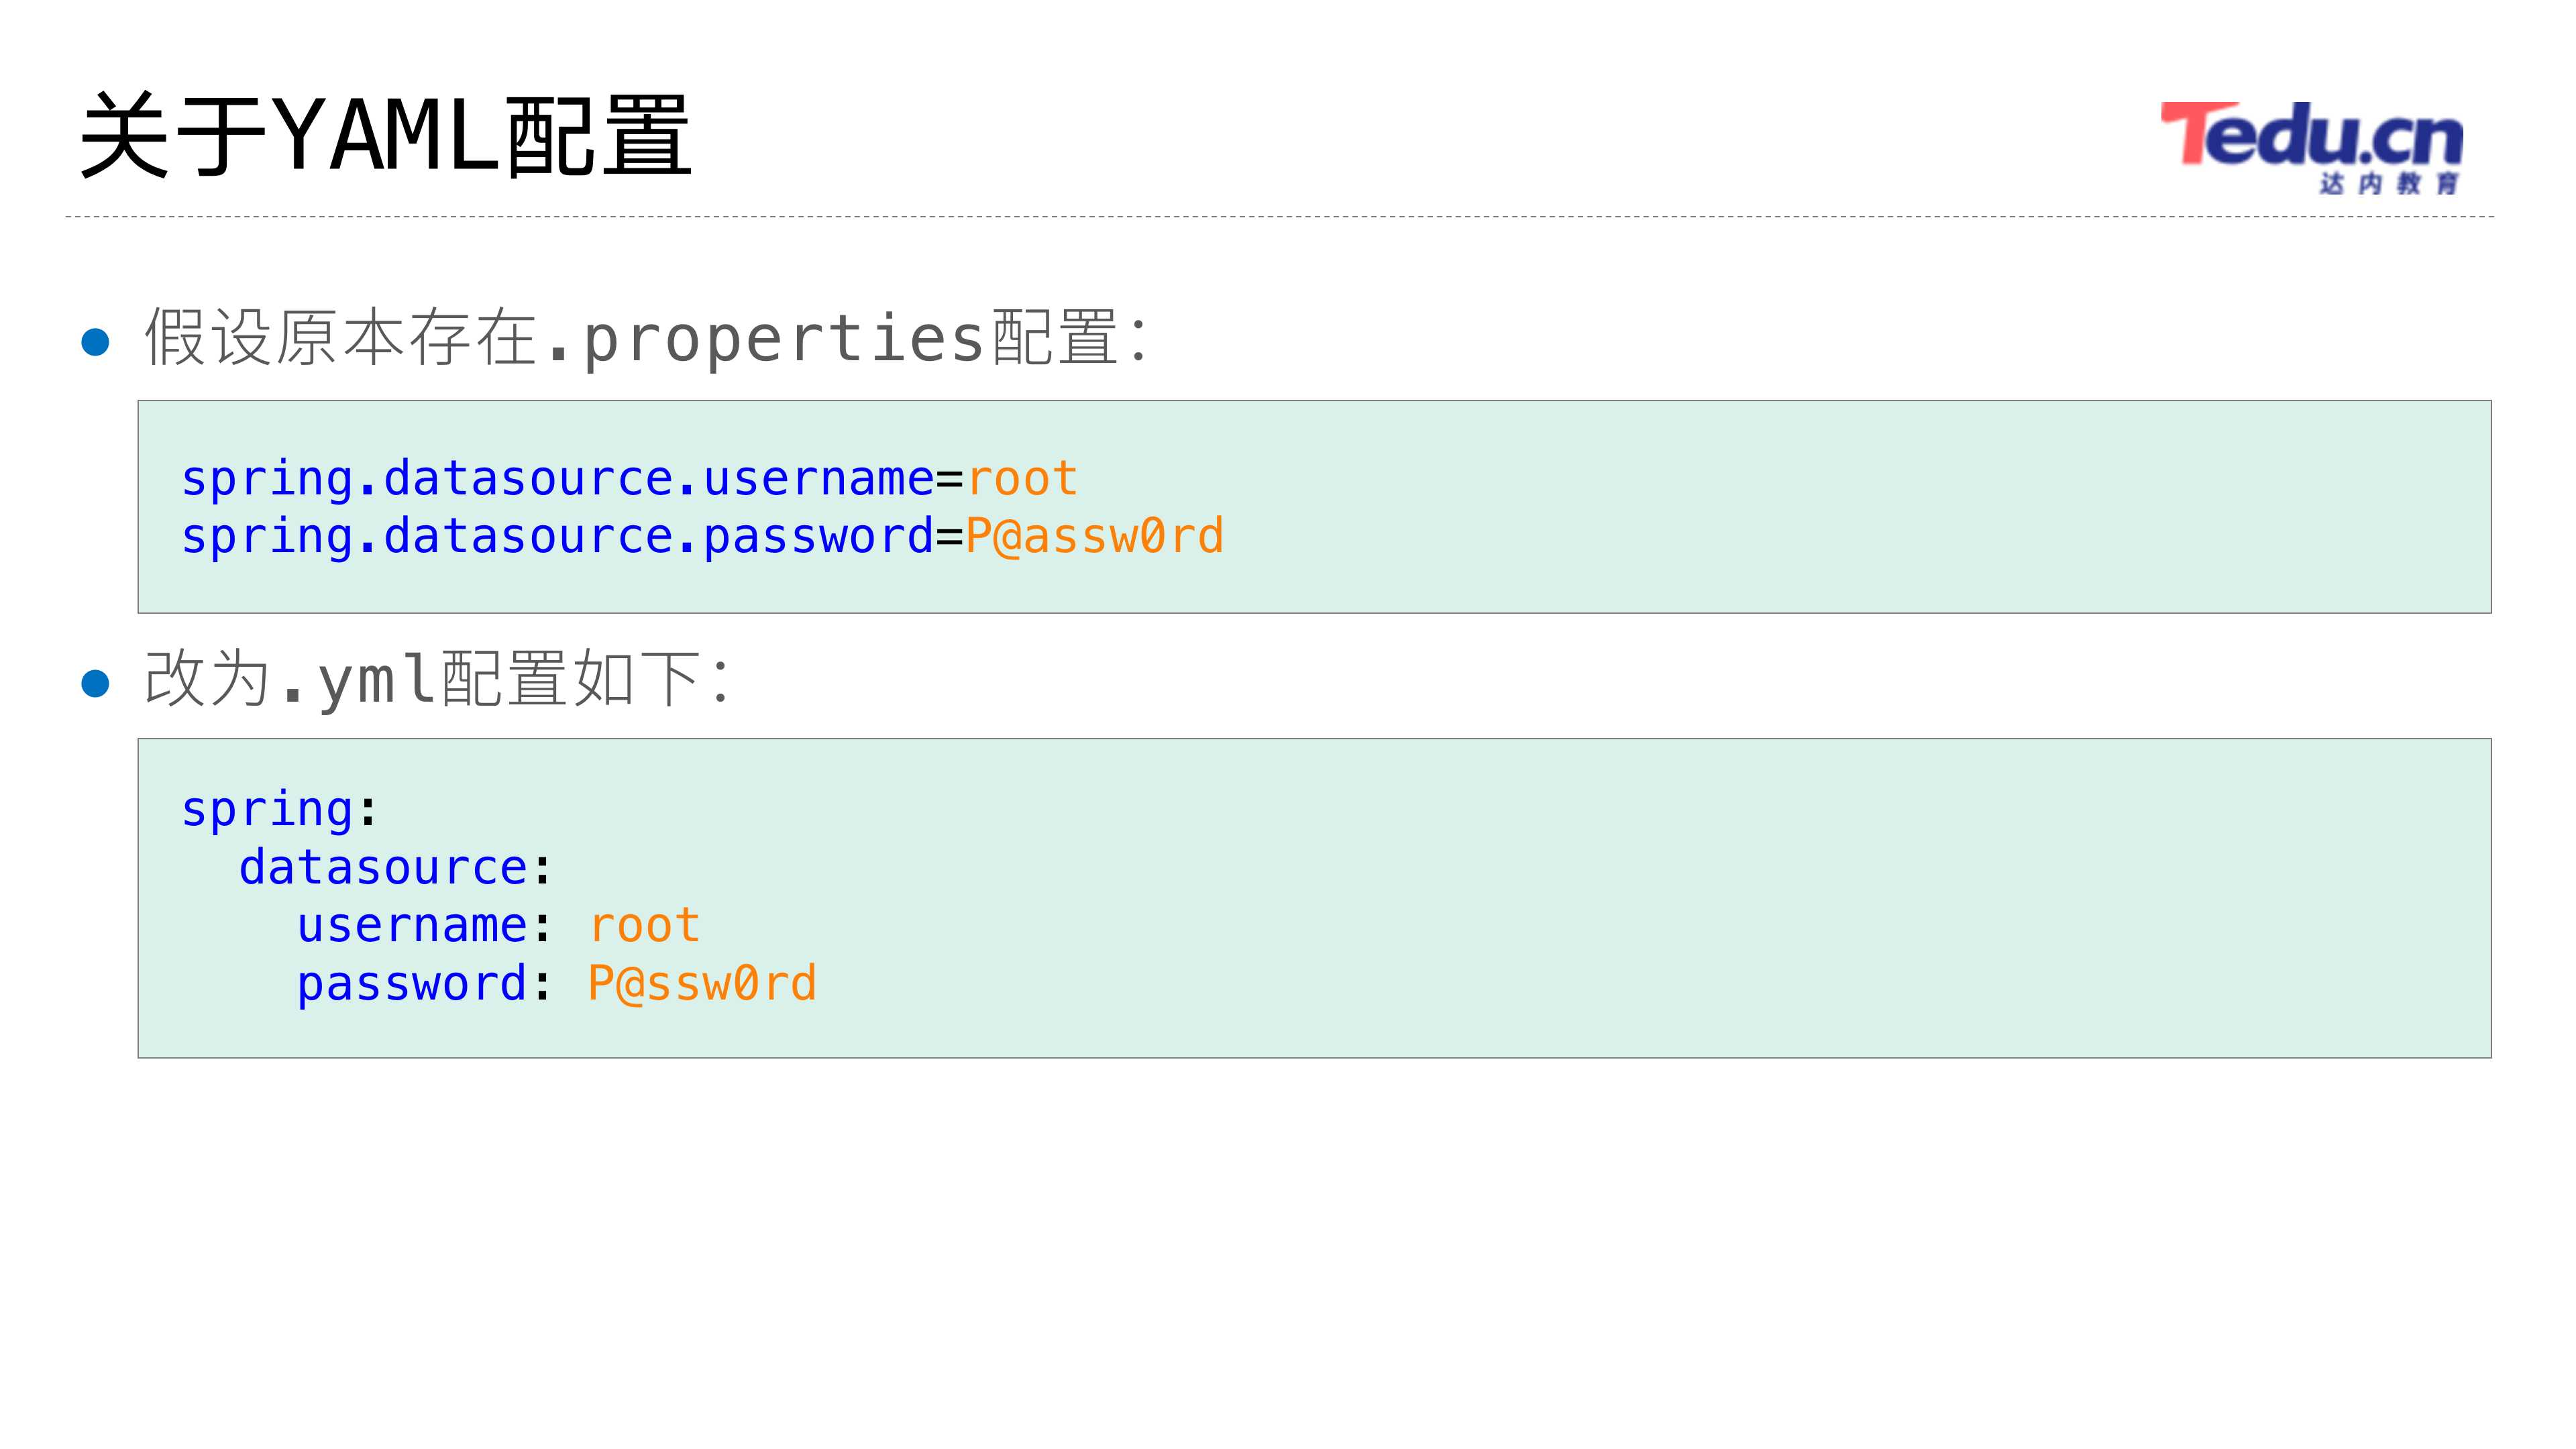 关于YAML配置
Tedu.cn
达内教育
● 假设原本存在.properties配置：
spring.datasource.username=root
spring.datasource.password=P@assw0rd
● 改为.yml配置如下：
spring:
  datasource:
    username: root
    password: P@ssw0rd